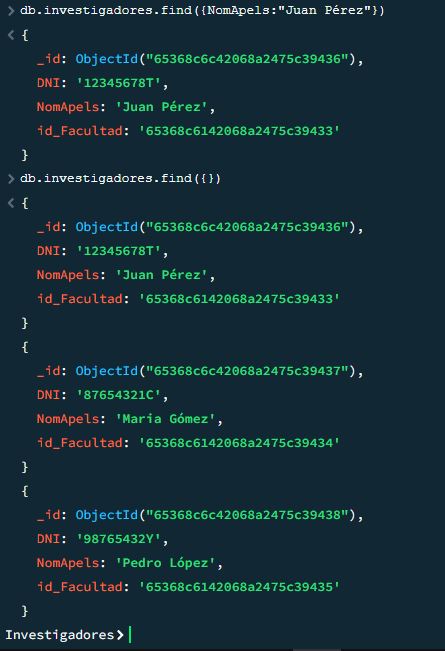 > db.investigadores.find({NomApels:"Juan Pérez"})
< {
_id: ObjectId("65368c6c42068a2475c39436"),
DNI: '12345678T',
NomApels: 'Juan Pérez',
id_Facultad: '65368c6142068a2475c39433'
}
> db.investigadores.find({})
< {
_id: ObjectId("65368c6c42068a2475c39436"),
DNI: '12345678T',
NomApels: 'Juan Pérez',
id_Facultad: '65368c6142068a2475c39433'
}
{
_id: ObjectId("65368c6c42068a2475c39437"),
DNI: '87654321C',
NomApels: 'Maria Gómez',
id_Facultad: '65368c6142068a2475c39434'
}
{
_id: ObjectId("65368c6c42068a2475c39438"),
DNI: '98765432Y',
NomApels: 'Pedro López',
id_Facultad: '65368c6142068a2475c39435'
}
Investigadores>